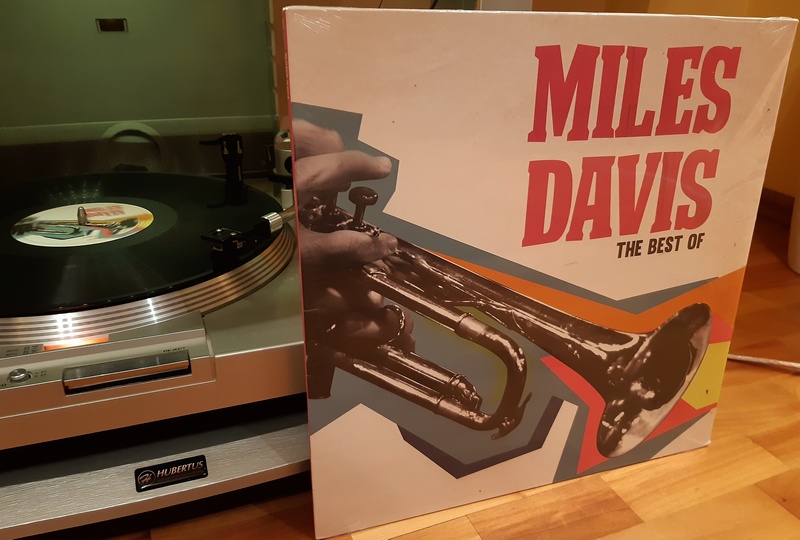 MILES
DAVIS
THE BEST OF
HUBERTUS